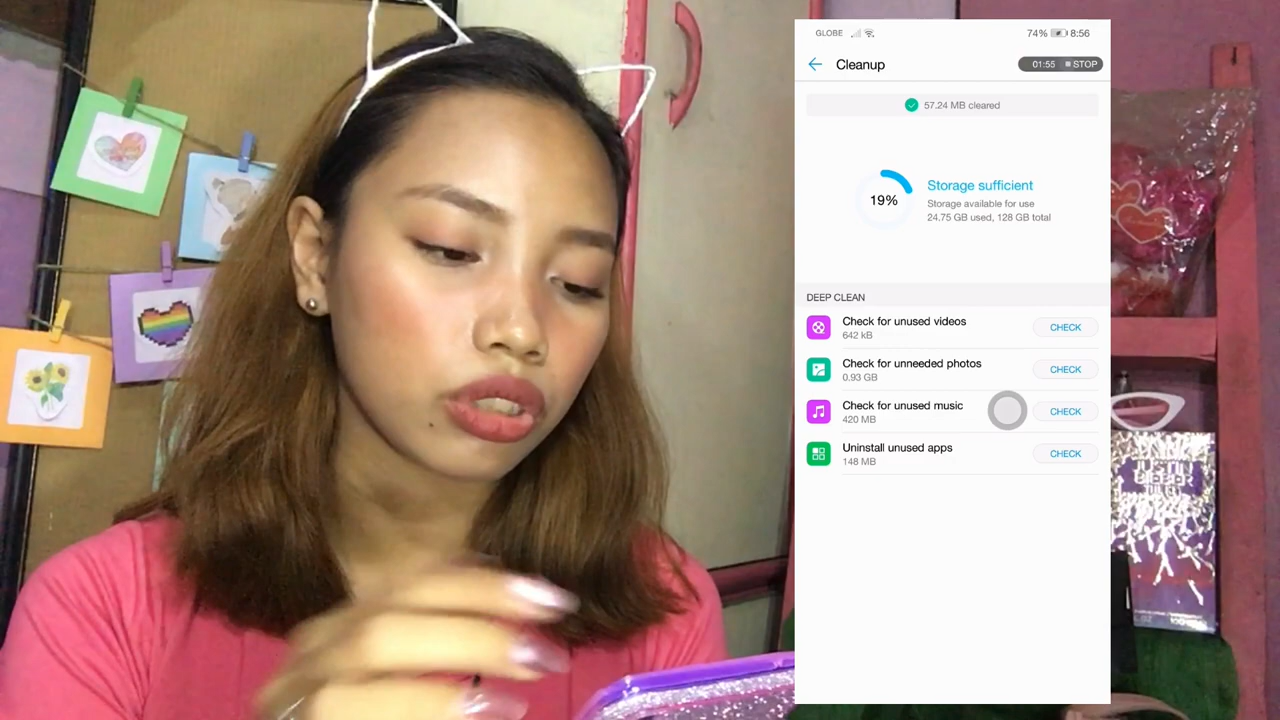 GLOBE
74% 8:56
Cleanup
01:55 STOP
57.24 MB cleared
19%
Storage sufficient
Storage available for use
24.75 GB used, 128 GB total
DEEP CLEAN
Check for unused videos
642 kB
CHECK
Check for unneeded photos
0.93 GB
CHECK
Check for unused music
420 MB
CHECK
Uninstall unused apps
148 MB
CHECK